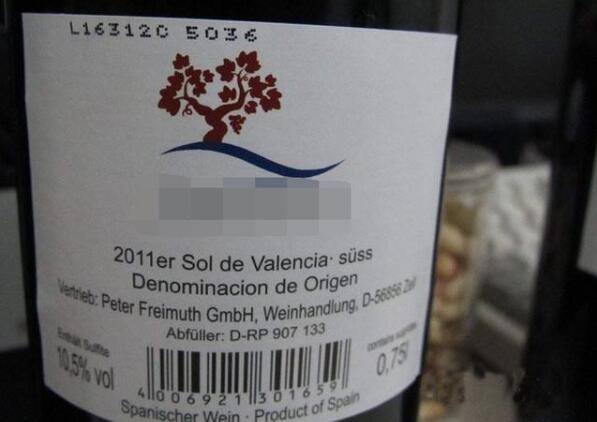 L16312C 5036
2011er Sol de Valencia · süss
Denominacion de Origen
Vertrieb: Peter Freimuth GmbH, Weinhandlung, D-56856 Zell
Abfüller: D-RP 907 133
Enthält Sulfite
contains sulphites
10,5% vol
0,75l
4 006921 301659
Spanischer Wein · Product of Spain